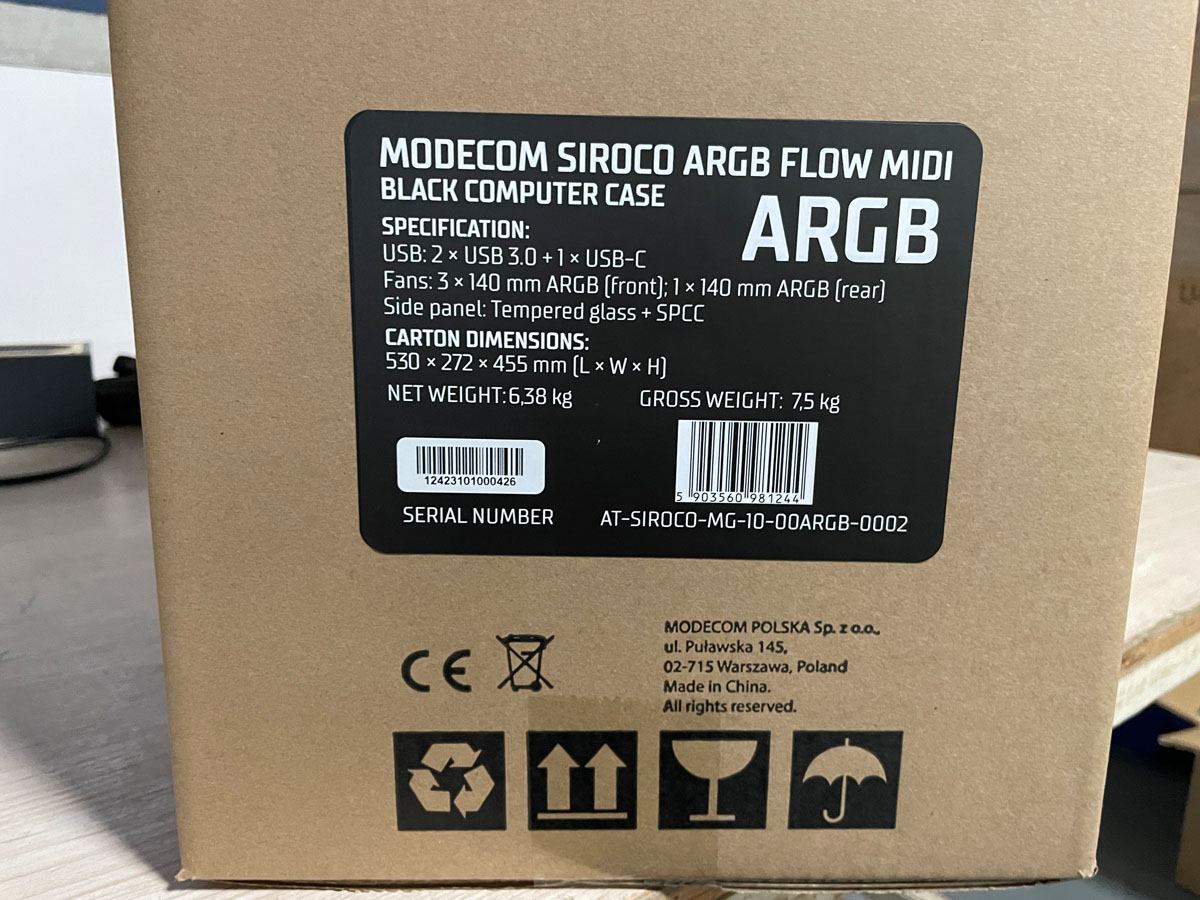 MODECOM SIROCO ARGB FLOW MIDI
BLACK COMPUTER CASE
ARGB
SPECIFICATION:
USB: 2 × USB 3.0 + 1 × USB-C
Fans: 3 × 140 mm ARGB (front); 1 × 140 mm ARGB (rear)
Side panel: Tempered glass + SPCC
CARTON DIMENSIONS:
530 × 272 × 455 mm (L × W × H)
NET WEIGHT: 6,38 kg GROSS WEIGHT: 7,5 kg
12423101000426
5 903560 981244
SERIAL NUMBER
AT-SIROCO-MG-10-00ARGB-0002
CE
MODECOM POLSKA Sp. z o.o.,
ul. Puławska 145,
02-715 Warszawa, Poland
Made in China.
All rights reserved.